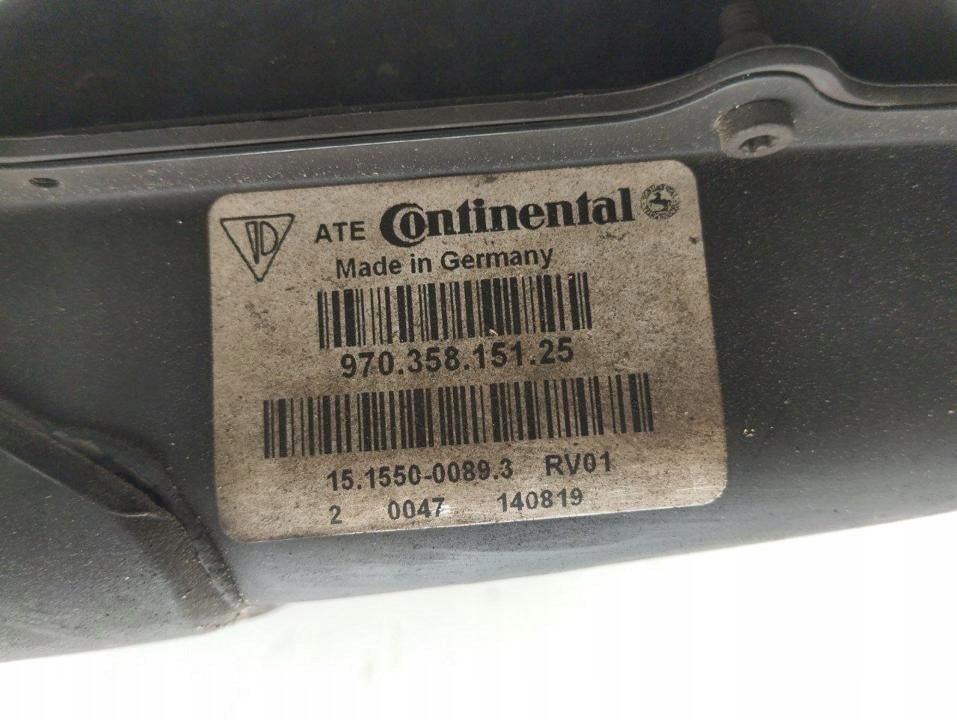 ATE Continental
Made in Germany
970.358.151.25
15.1550-0089.3 RV01
2 0047 140819